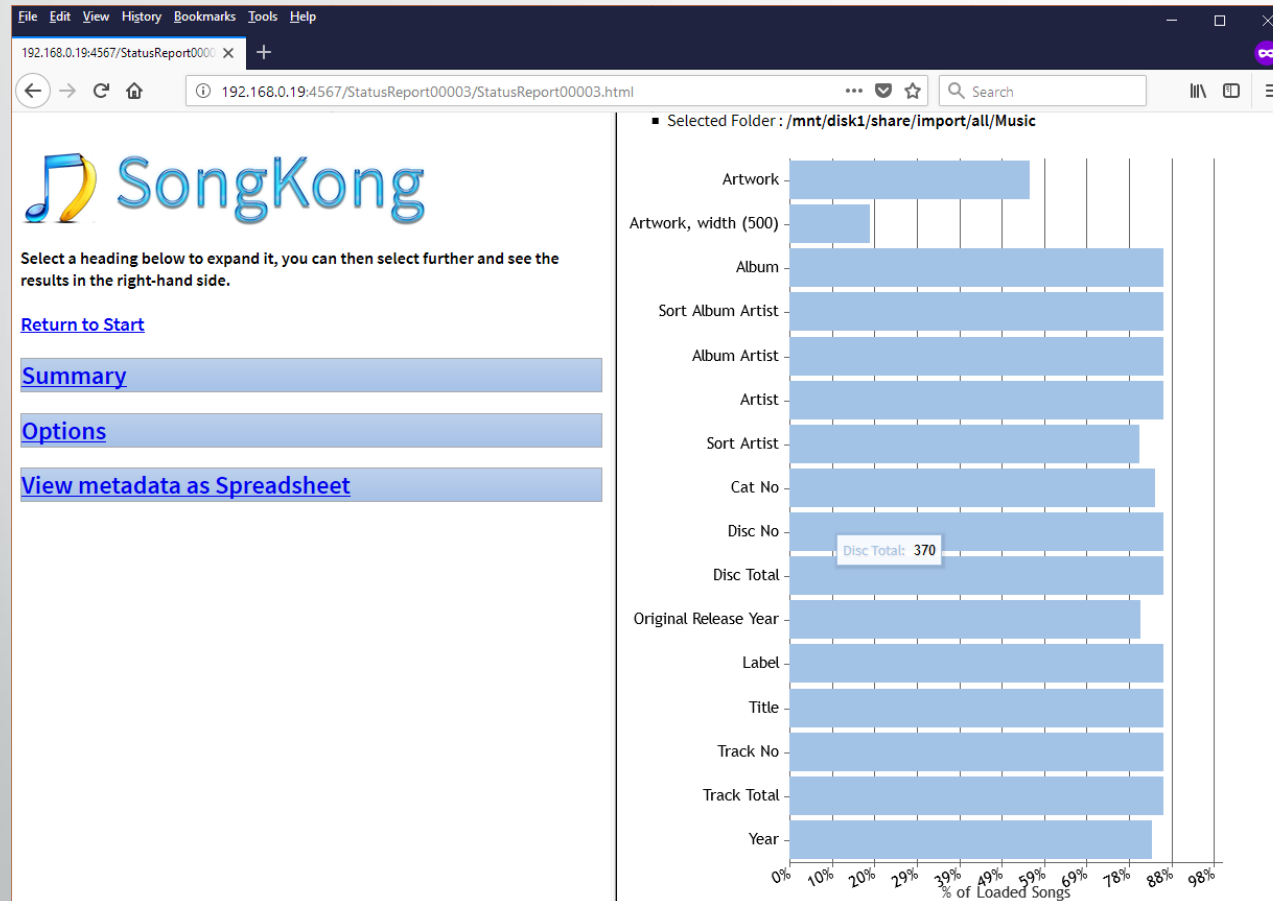 File Edit View History Bookmarks Tools Help
192.168.0.19:4567/StatusReport0000
192.168.0.19:4567/StatusReport00003/StatusReport00003.html
Search
SongKong
Select a heading below to expand it, you can then select further and see the
results in the right-hand side.
Return to Start
Summary
Options
View metadata as Spreadsheet
Selected Folder : /mnt/disk1/share/import/all/Music
Artwork
Artwork, width (500)
Album
Sort Album Artist
Album Artist
Artist
Sort Artist
Cat No
Disc No
Disc Total: 370
Disc Total
Original Release Year
Label
Title
Track No
Track Total
Year
0% 10% 20% 29% 39% 49% 59% 69% 78% 88% 98%
% of Loaded Songs